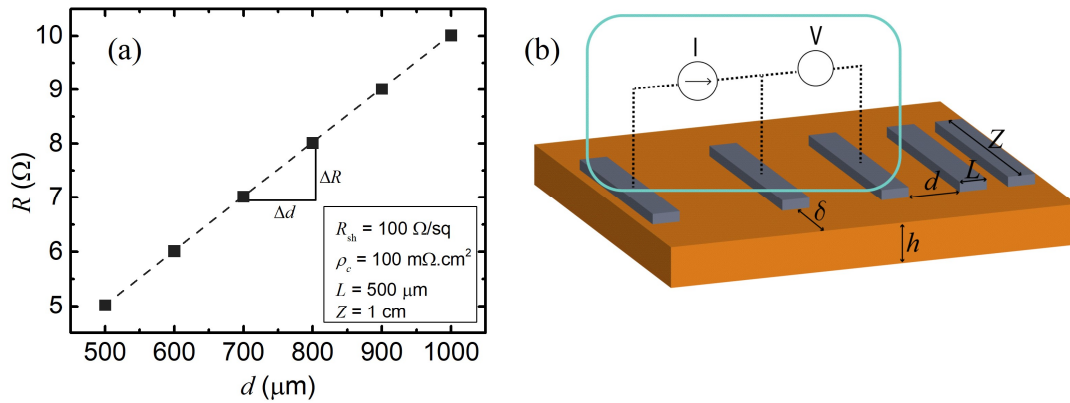 (a)
R (Ω)
10
9
8
7
6
5
ΔR
Δd
R_sh = 100 Ω/sq
ρ_c = 100 mΩ.cm²
L = 500 μm
Z = 1 cm
500 600 700 800 900 1000
d (μm)
(b)
I
V
Z
L
d
δ
h